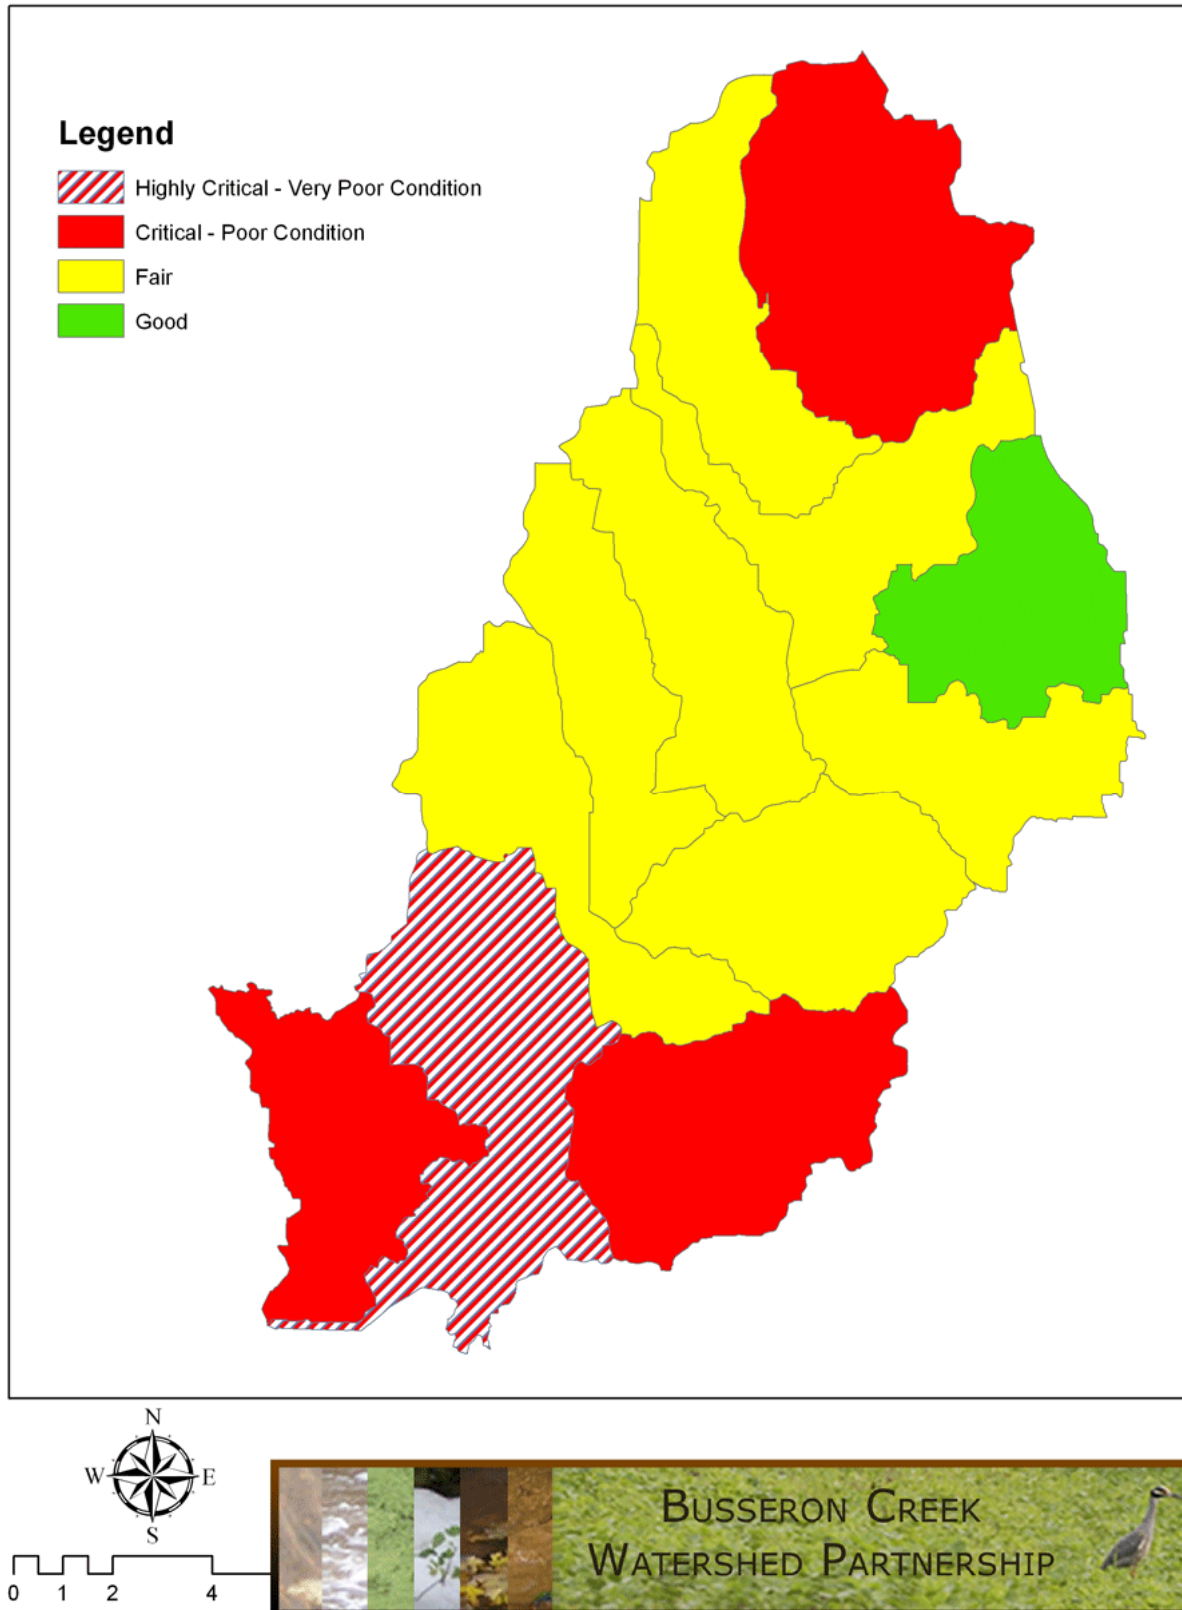 Legend
Highly Critical - Very Poor Condition
Critical - Poor Condition
Fair
Good
N
W E
S
0 1 2 4
BUSSERON CREEK
WATERSHED PARTNERSHIP